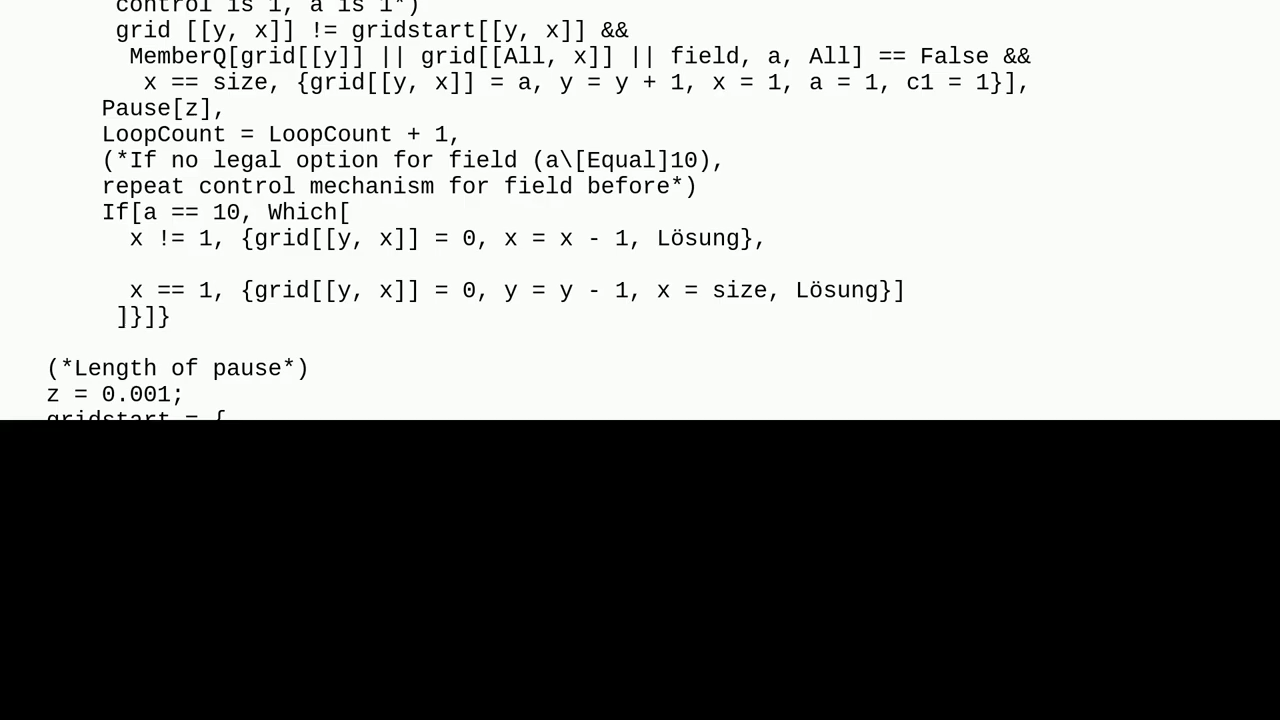 control is 1, a is 1*)
grid [[y, x]] != gridstart[[y, x]] &&
MemberQ[grid[[y]] || grid[[All, x]] || field, a, All] == False &&
x == size, {grid[[y, x]] = a, y = y + 1, x = 1, a = 1, c1 = 1}],
Pause[z],
LoopCount = LoopCount + 1,
(*If no legal option for field (a\[Equal]10),
repeat control mechanism for field before*)
If[a == 10, Which[
x != 1, {grid[[y, x]] = 0, x = x - 1, Lösung},
x == 1, {grid[[y, x]] = 0, y = y - 1, x = size, Lösung}]
]}]}
(*Length of pause*)
z = 0.001;
gridstart = {